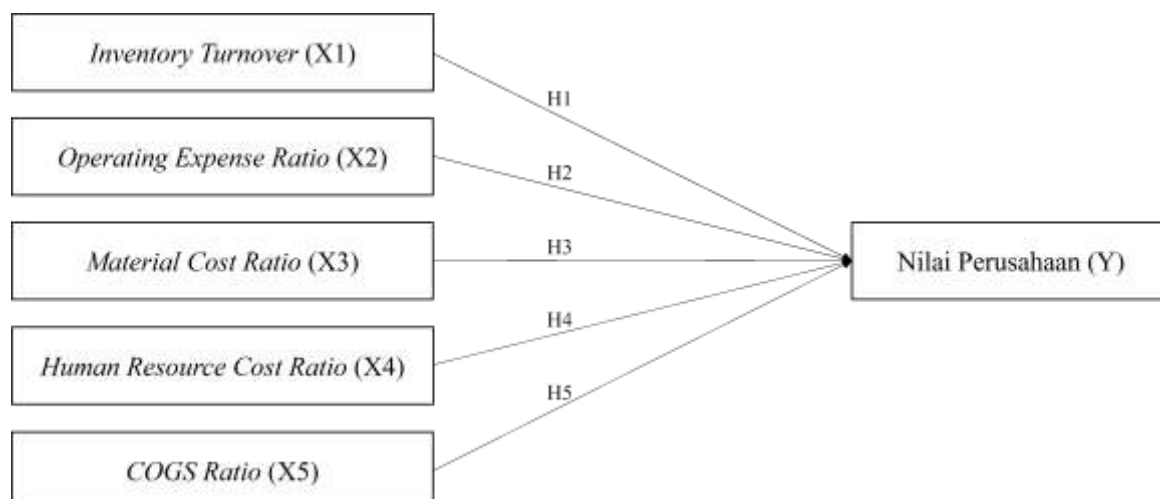 Inventory Turnover (X1)
H1
Operating Expense Ratio (X2)
H2
Material Cost Ratio (X3)
H3
Nilai Perusahaan (Y)
Human Resource Cost Ratio (X4)
H4
COGS Ratio (X5)
H5